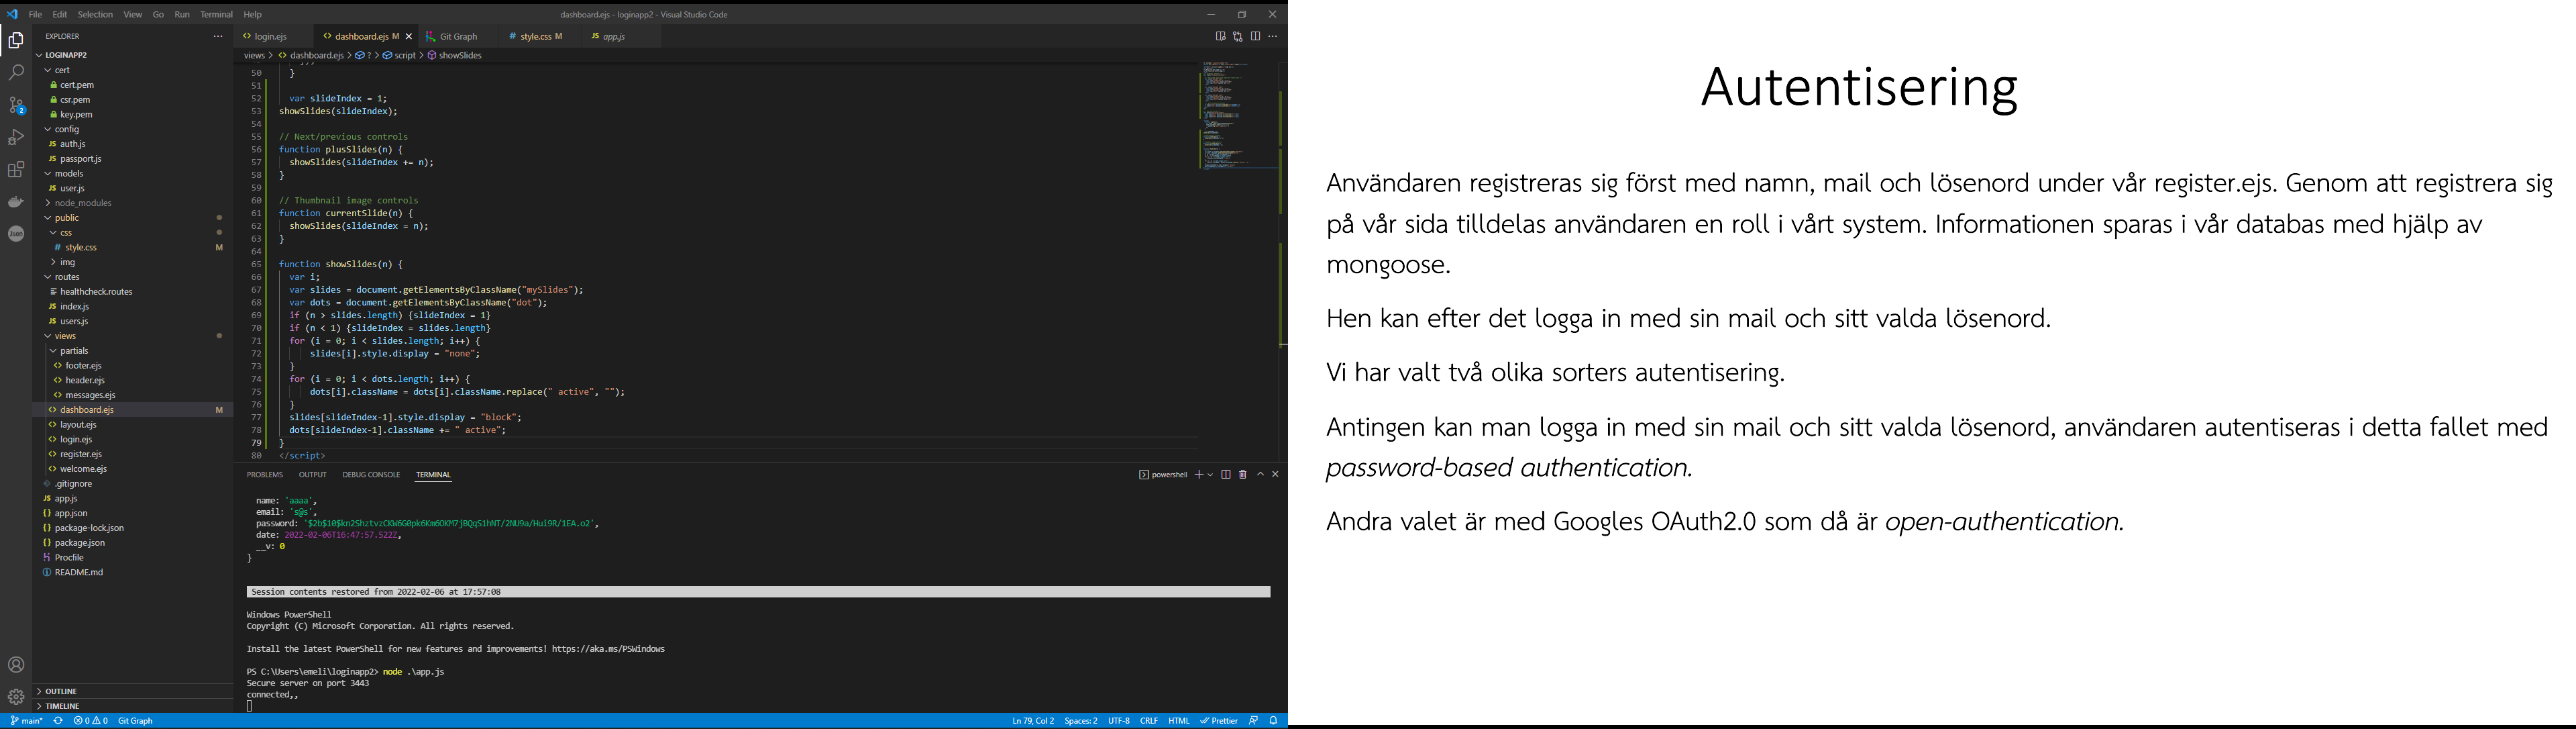 File Edit Selection View Go Run Terminal Help
dashboard.ejs - loginapp2 - Visual Studio Code
EXPLORER
LOGINAPP2
cert
cert.pem
csr.pem
key.pem
config
auth.js
passport.js
models
user.js
node_modules
public
css
style.css M
img
routes
healthcheck.routes
index.js
users.js
views
partials
footer.ejs
header.ejs
messages.ejs
dashboard.ejs M
layout.ejs
login.ejs
register.ejs
welcome.ejs
.gitignore
app.js
app.json
package-lock.json
package.json
Procfile
README.md
OUTLINE
TIMELINE
login.ejs dashboard.ejs M Git Graph style.css M app.js
views > dashboard.ejs > ? > script > showSlides
50 }
51
52 var slideIndex = 1;
53 showSlides(slideIndex);
54
55 // Next/previous controls
56 function plusSlides(n) {
57 showSlides(slideIndex += n);
58 }
59
60 // Thumbnail image controls
61 function currentSlide(n) {
62 showSlides(slideIndex = n);
63 }
64
65 function showSlides(n) {
66 var i;
67 var slides = document.getElementsByClassName("mySlides");
68 var dots = document.getElementsByClassName("dot");
69 if (n > slides.length) {slideIndex = 1}
70 if (n < 1) {slideIndex = slides.length}
71 for (i = 0; i < slides.length; i++) {
72 slides[i].style.display = "none";
73 }
74 for (i = 0; i < dots.length; i++) {
75 dots[i].className = dots[i].className.replace(" active", "");
76 }
77 slides[slideIndex-1].style.display = "block";
78 dots[slideIndex-1].className += " active";
79 }
80 </script>
PROBLEMS OUTPUT DEBUG CONSOLE TERMINAL
powershell
name: 'aaaa',
email: 's@s',
password: '$2b$10$kn2ShztvzCKW6G0pk6Km6OKM7jBQqS1hNT/2NU9a/Hui9R/1EA.o2',
date: 2022-02-06T16:47:57.522Z,
__v: 0
}
Session contents restored from 2022-02-06 at 17:57:08
Windows PowerShell
Copyright (C) Microsoft Corporation. All rights reserved.
Install the latest PowerShell for new features and improvements! https://aka.ms/PSWindows
PS C:\Users\emeli\loginapp2> node .\app.js
Secure server on port 3443
connected,,
main* 0 0 Git Graph
Ln 79, Col 2 Spaces: 2 UTF-8 CRLF HTML Prettier
Autentisering
Användaren registreras sig först med namn, mail och lösenord under vår register.ejs. Genom att registrera sig
på vår sida tilldelas användaren en roll i vårt system. Informationen sparas i vår databas med hjälp av
mongoose.
Hen kan efter det logga in med sin mail och sitt valda lösenord.
Vi har valt två olika sorters autentisering.
Antingen kan man logga in med sin mail och sitt valda lösenord, användaren autentiseras i detta fallet med
password-based authentication.
Andra valet är med Googles OAuth2.0 som då är open-authentication.